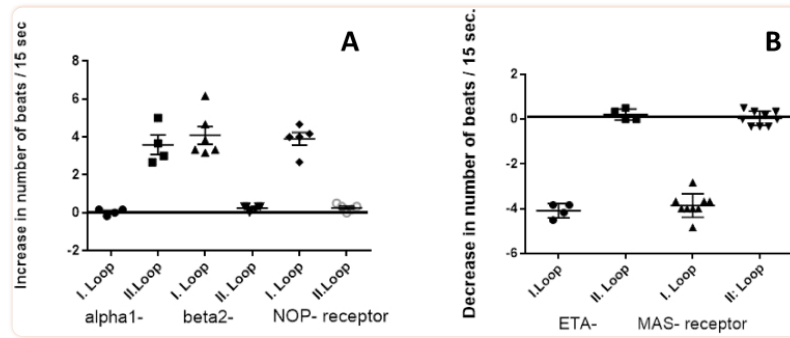 A
Increase in number of beats / 15 sec
8
6
4
2
0
-2
I. Loop
II.Loop
I. Loop
II. Loop
I. Loop
II.Loop
alpha1-
beta2-
NOP- receptor
B
Decrease in number of beats / 15 sec.
2
0
-2
-4
-6
I.Loop
II. Loop
I. Loop
II: Loop
ETA-
MAS- receptor